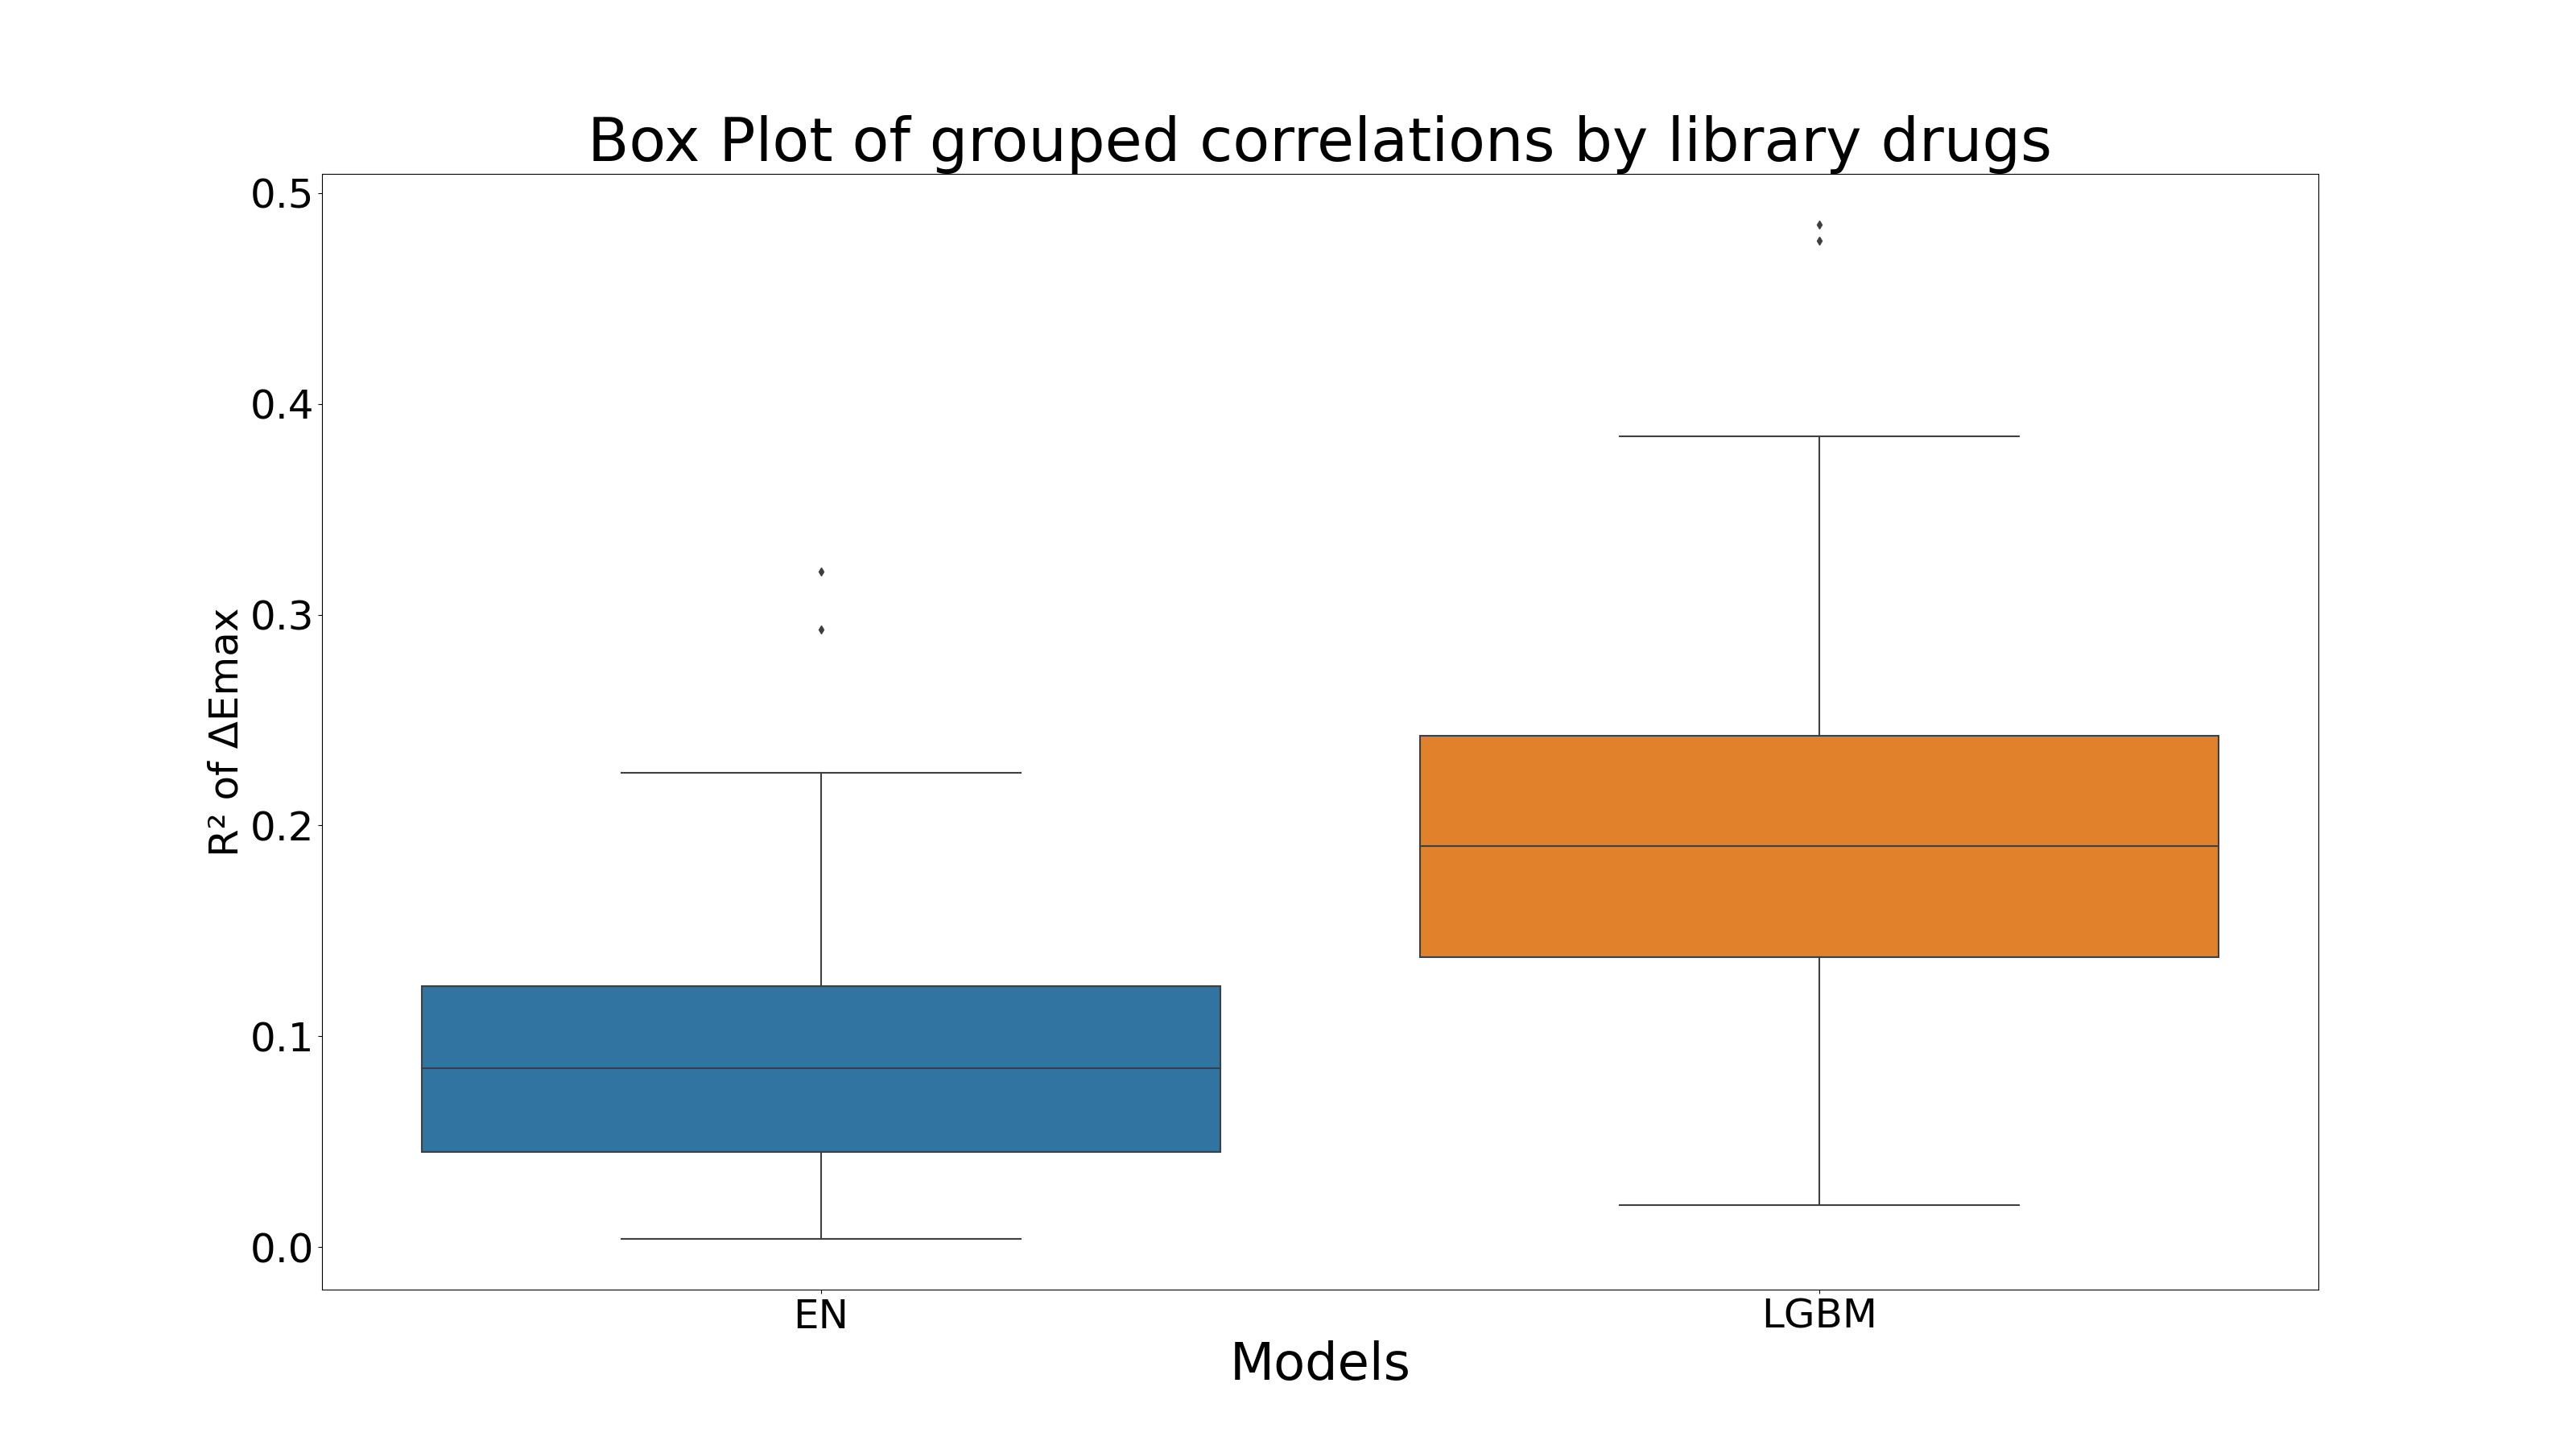 Box Plot of grouped correlations by library drugs
R² of ΔEmax
0.5
0.4
0.3
0.2
0.1
0.0
EN
LGBM
Models